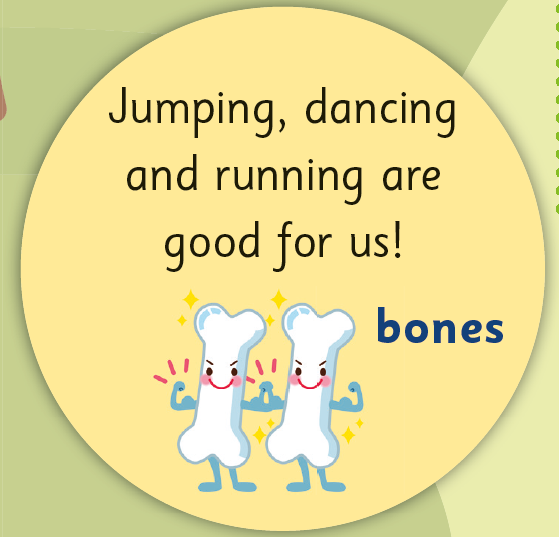 Jumping, dancing
and running are
good for us!
bones